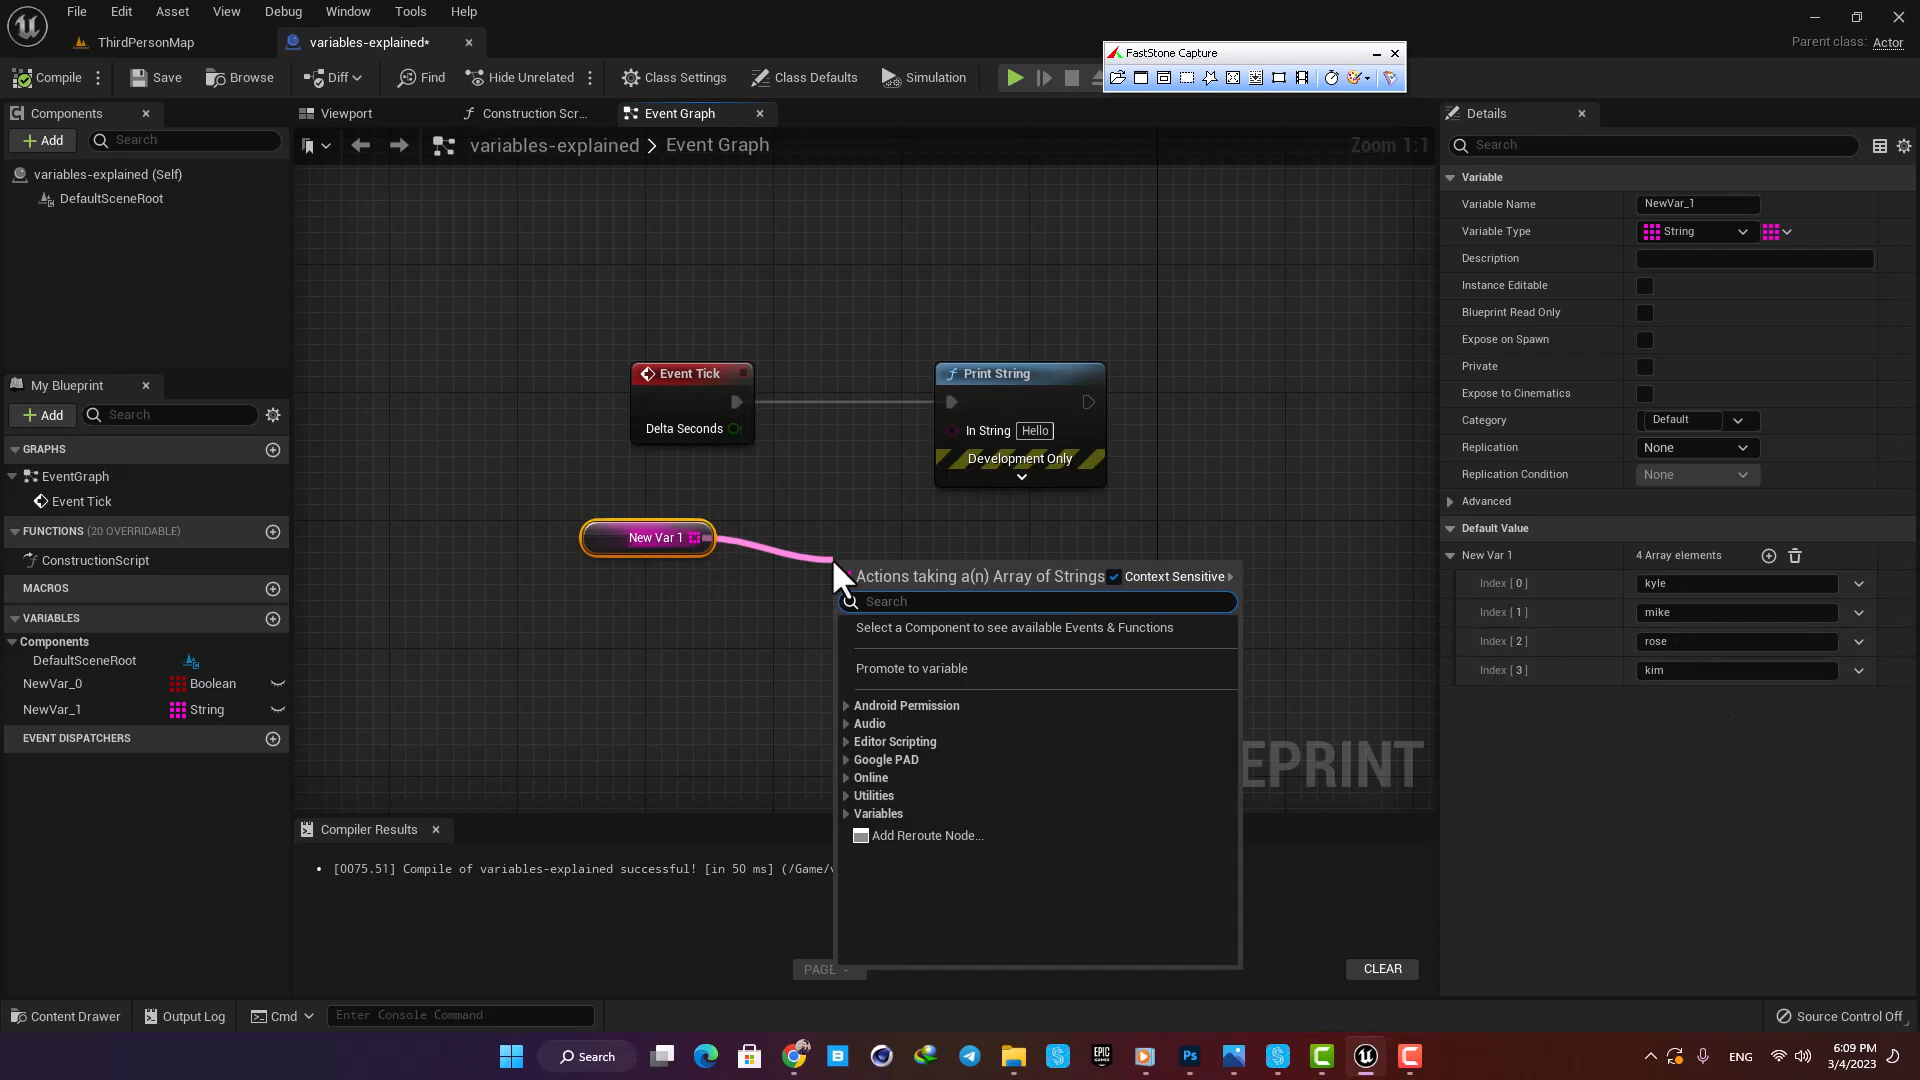 File Edit Asset View Debug Window Tools Help
ThirdPersonMap
variables-explained*
Parent class: Actor
FastStone Capture
Compile
Save
Browse
Diff
Find
Hide Unrelated
Class Settings
Class Defaults
Simulation
Components
Add
Search
variables-explained (Self)
DefaultSceneRoot
My Blueprint
Add
Search
GRAPHS
EventGraph
Event Tick
FUNCTIONS (20 OVERRIDABLE)
ConstructionScript
MACROS
VARIABLES
Components
DefaultSceneRoot
NewVar_0 Boolean
NewVar_1 String
EVENT DISPATCHERS
Viewport
Construction Scr...
Event Graph
variables-explained > Event Graph
Zoom 1:1
Event Tick
Delta Seconds
Print String
In String Hello
Development Only
New Var 1
Actions taking a(n) Array of Strings
Context Sensitive
Search
Select a Component to see available Events & Functions
Promote to variable
Android Permission
Audio
Editor Scripting
Google PAD
Online
Utilities
Variables
Add Reroute Node...
EPRINT
Compiler Results
[0075.51] Compile of variables-explained successful! [in 50 ms] (/Game/v
PAGE
CLEAR
Details
Search
Variable
Variable Name NewVar_1
Variable Type String
Description
Instance Editable
Blueprint Read Only
Expose on Spawn
Private
Expose to Cinematics
Category Default
Replication None
Replication Condition None
Advanced
Default Value
New Var 1 4 Array elements
Index [ 0 ] kyle
Index [ 1 ] mike
Index [ 2 ] rose
Index [ 3 ] kim
Content Drawer
Output Log
Cmd
Enter Console Command
Source Control Off
Search
EPIC GAMES
Ps
ENG
6:09 PM
3/4/2023